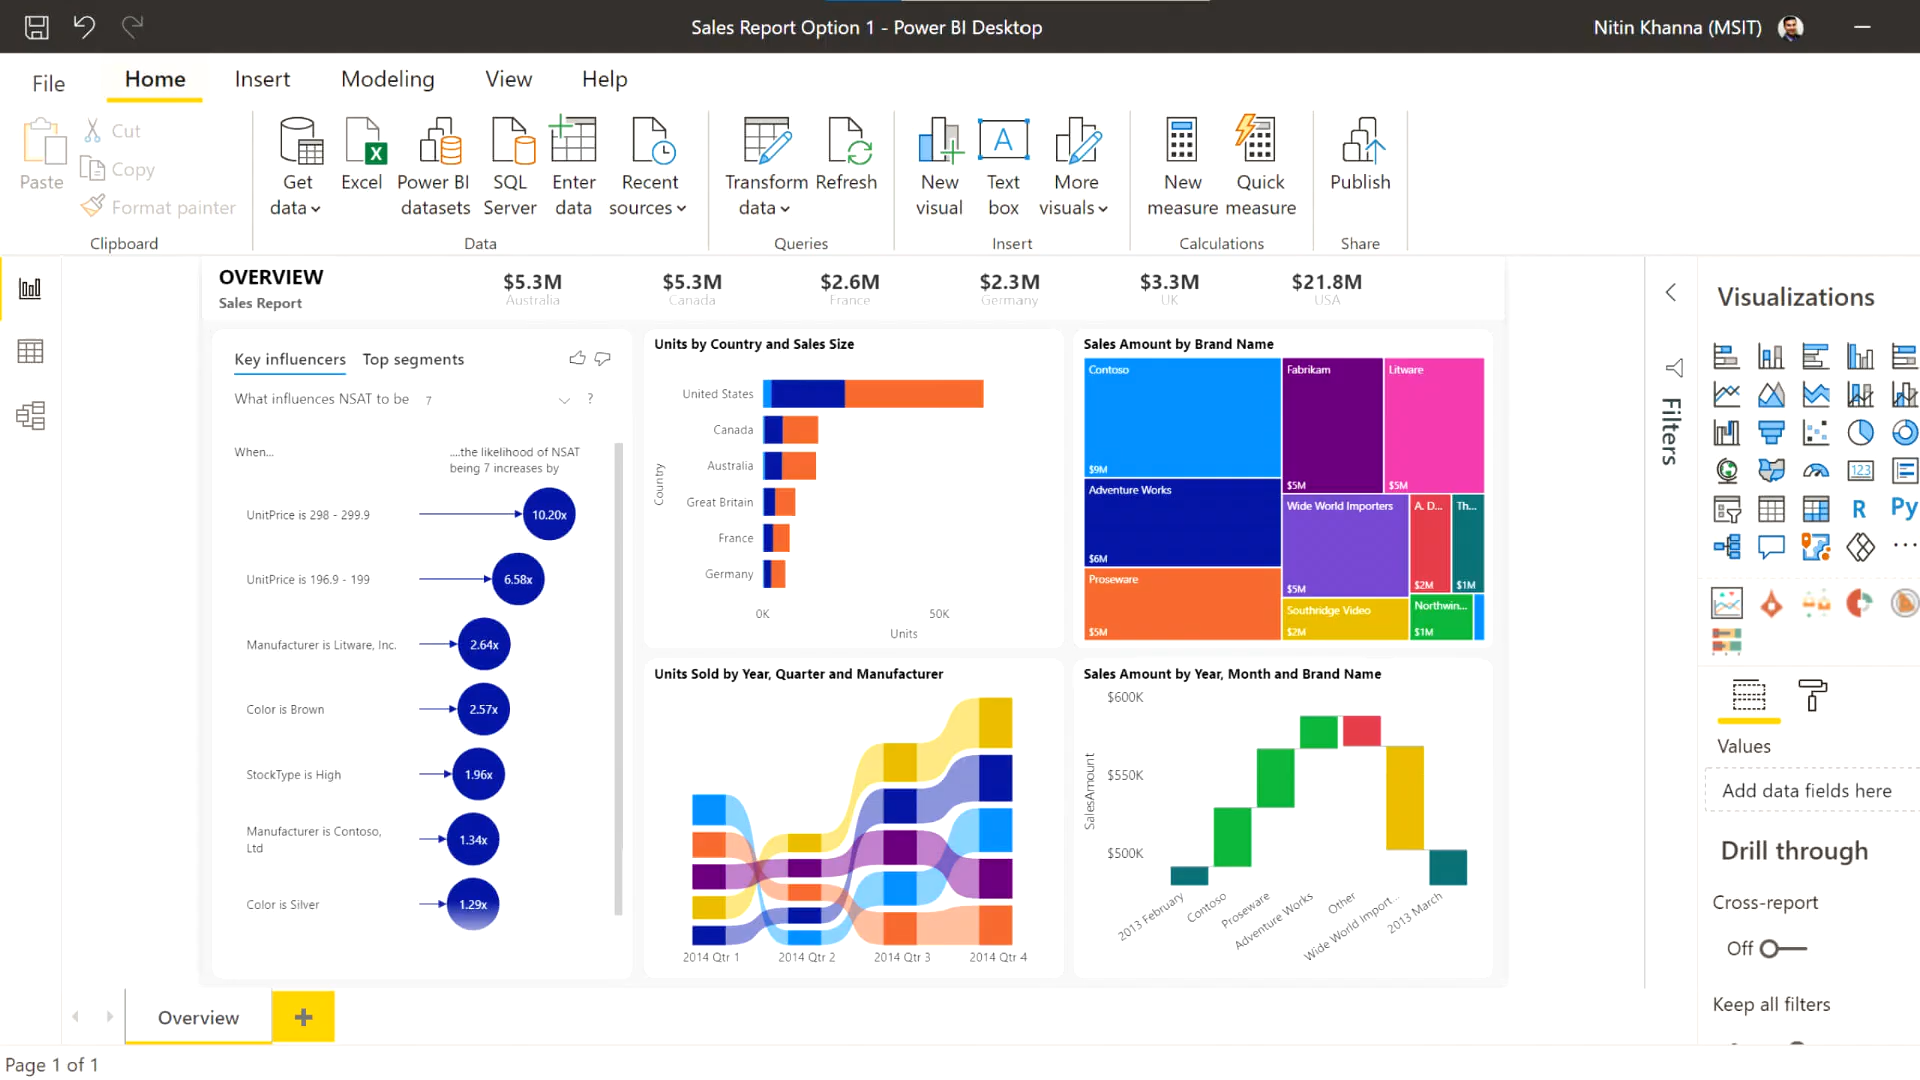 Sales Report Option 1 - Power BI Desktop
Nitin Khanna (MSIT)
File
Home
Insert
Modeling
View
Help
Paste
Cut
Copy
Format painter
Clipboard
Get
data
Excel
Power BI
datasets
SQL
Server
Enter
data
Recent
sources
Data
Transform
data
Refresh
Queries
New
visual
Text
box
More
visuals
Insert
New
measure
Quick
measure
Calculations
Publish
Share
OVERVIEW
Sales Report
$5.3M
Australia
$5.3M
Canada
$2.6M
France
$2.3M
Germany
$3.3M
UK
$21.8M
USA
Key influencers
Top segments
What influences NSAT to be 7
?
When...
....the likelihood of NSAT
being 7 increases by
UnitPrice is 298 - 299.9
10.20x
UnitPrice is 196.9 - 199
6.58x
Manufacturer is Litware, Inc.
2.64x
Color is Brown
2.57x
StockType is High
1.96x
Manufacturer is Contoso,
Ltd
1.34x
Color is Silver
1.29x
Units by Country and Sales Size
Country
United States
Canada
Australia
Great Britain
France
Germany
0K
50K
Units
Sales Amount by Brand Name
Contoso
$9M
Adventure Works
$6M
Proseware
$5M
Fabrikam
$5M
Litware
$5M
Wide World Importers
$5M
A. D...
$2M
Th...
$1M
Southridge Video
$2M
Northwin...
$1M
Units Sold by Year, Quarter and Manufacturer
2014 Qtr 1
2014 Qtr 2
2014 Qtr 3
2014 Qtr 4
Sales Amount by Year, Month and Brand Name
SalesAmount
$600K
$550K
$500K
2013 February
Contoso
Proseware
Adventure Works
Other
Wide World Import...
2013 March
Filters
Visualizations
123
R
Py
...
Values
Add data fields here
Drill through
Cross-report
Off
Keep all filters
Overview
+
Page 1 of 1